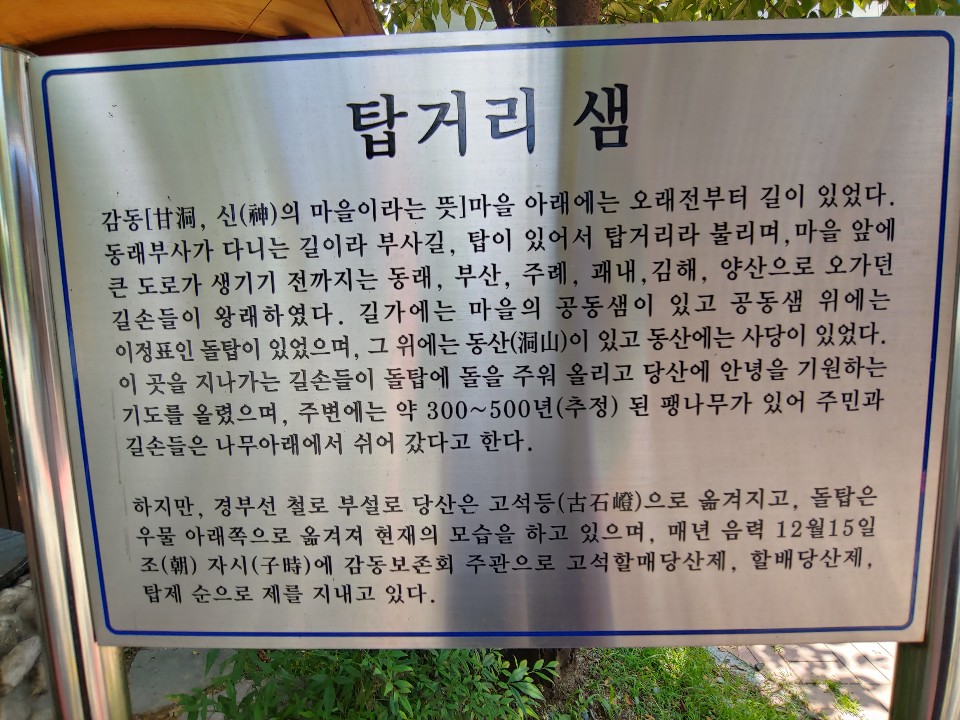 탑거리 샘
감동[甘洞, 신(神)의 마을이라는 뜻]마을 아래에는 오래전부터 길이 있었다.
동래부사가 다니는 길이라 부사길, 탑이 있어서 탑거리라 불리며,마을 앞에
큰 도로가 생기기 전까지는 동래, 부산, 주례, 괘내,김해, 양산으로 오가던
길손들이 왕래하였다. 길가에는 마을의 공동샘이 있고 공동샘 위에는
이정표인 돌탑이 있었으며, 그 위에는 동산(洞山)이 있고 동산에는 사당이 있었다.
이 곳을 지나가는 길손들이 돌탑에 돌을 주워 올리고 당산에 안녕을 기원하는
기도를 올렸으며, 주변에는 약 300~500년(추정) 된 팽나무가 있어 주민과
길손들은 나무아래에서 쉬어 갔다고 한다.
하지만, 경부선 철로 부설로 당산은 고석등(古石嶝)으로 옮겨지고, 돌탑은
우물 아래쪽으로 옮겨져 현재의 모습을 하고 있으며, 매년 음력 12월15일
조(朝) 자시(子時)에 감동보존회 주관으로 고석할매당산제, 할배당산제,
탑제 순으로 제를 지내고 있다.